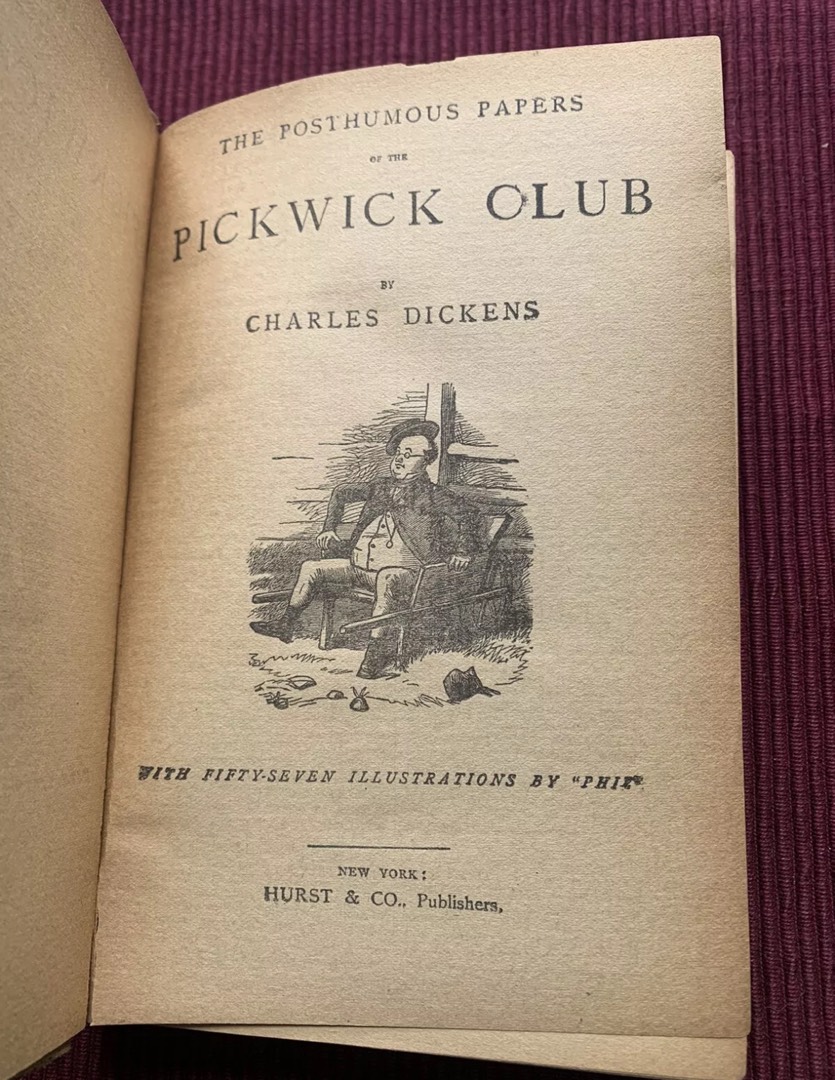 THE POSTHUMOUS PAPERS
OF THE
PICKWICK CLUB
BY
CHARLES DICKENS
WITH FIFTY-SEVEN ILLUSTRATIONS BY "PHIZ"
NEW YORK:
HURST & CO., Publishers,